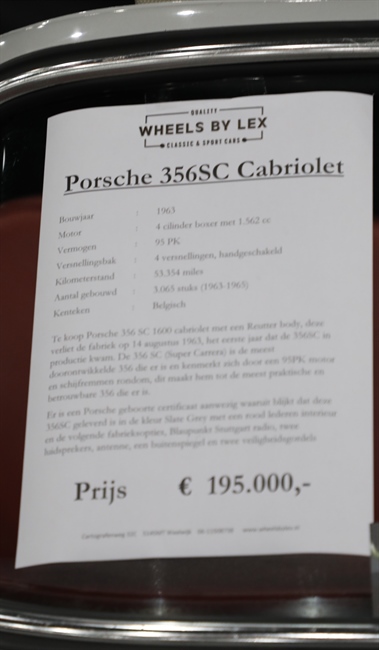 QUALITY
WHEELS BY LEX
CLASSIC & SPORT CARS
Porsche 356SC Cabriolet
Bouwjaar : 1963
Motor : 4 cilinder boxer met 1.582 cc
Vermogen : 95 PK
Versnellingsbak : 4 versnellingen, handgeschakeld
Kilometerstand : 53.354 miles
Aantal gebouwd : 3.065 stuks (1963-1965)
Kenteken : Belgisch
Te koop Porsche 356 SC 1600 cabriolet met een Reutter body, deze
verliet de fabriek op 14 augustus 1963, het eerste jaar dat de 356SC in
productie kwam. De 356 SC (Super Carrera) is de meest
doorontwikkelde 356 die er is en kenmerkt zich door een 95PK motor
en schijfremmen rondom, dit maakt hem tot de meest praktische en
betrouwbare 356 die er is.
Er is een Porsche geboorte certificaat aanwezig waaruit blijkt dat deze
356SC geleverd is in de kleur Slate Grey met een rood lederen interieur
en de volgende fabrieksopties, Blaupunkt Stuttgart radio, twee
luidsprekers, antenne, een buitenspiegel en twee veiligheidsgordels
Prijs € 195.000,-